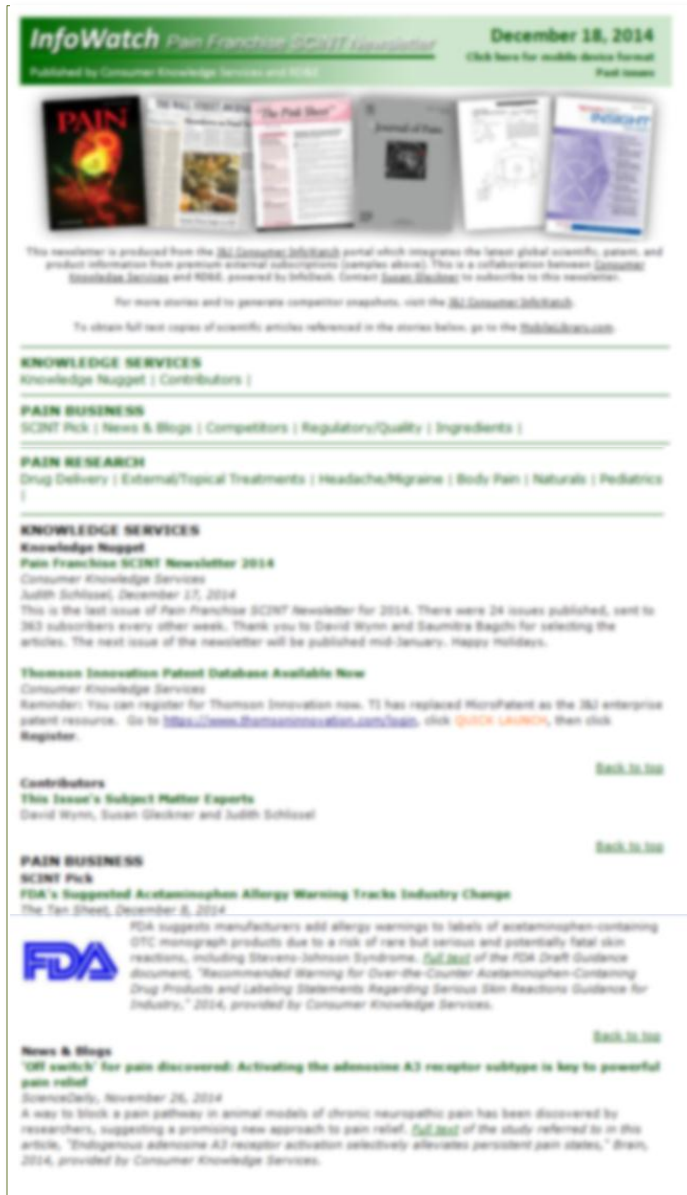 InfoWatch Pain Franchise SCINT Newsletter
December 18, 2014
Click here for mobile device format
Past issues
Published by Consumer Knowledge Services and RD&E
PAIN
THE WALL STREET JOURNAL
"The Pink Sheet"
Journal of Pain
INSIGHT
This newsletter is produced from the J&J Consumer InfoWatch portal which integrates the latest global scientific, patent, and
product information from premium external subscriptions (samples above). This is a collaboration between Consumer
Knowledge Services and RD&E, powered by InfoDesk. Contact Susan Gleckner to subscribe to this newsletter.
For more stories and to generate competitor snapshots, visit the J&J Consumer InfoWatch.
To obtain full text copies of scientific articles referenced in the stories below, go to the MobileLibrary.com.
KNOWLEDGE SERVICES
Knowledge Nugget | Contributors |
PAIN BUSINESS
SCINT Pick | News & Blogs | Competitors | Regulatory/Quality | Ingredients |
PAIN RESEARCH
Drug Delivery | External/Topical Treatments | Headache/Migraine | Body Pain | Naturals | Pediatrics
|
KNOWLEDGE SERVICES
Knowledge Nugget
Pain Franchise SCINT Newsletter 2014
Consumer Knowledge Services
Judith Schlissel, December 17, 2014
This is the last issue of Pain Franchise SCINT Newsletter for 2014. There were 24 issues published, sent to
363 subscribers every other week. Thank you to David Wynn and Saumitra Bagchi for selecting the
articles. The next issue of the newsletter will be published mid-January. Happy Holidays.
Thomson Innovation Patent Database Available Now
Consumer Knowledge Services
Reminder: You can register for Thomson Innovation now. TI has replaced MicroPatent as the J&J enterprise
patent resource. Go to https://www.thomsoninnovation.com/login, click QUICK LAUNCH, then click
Register.
Back to top
Contributors
This Issue's Subject Matter Experts
David Wynn, Susan Gleckner and Judith Schlissel
Back to top
PAIN BUSINESS
SCINT Pick
FDA's Suggested Acetaminophen Allergy Warning Tracks Industry Change
The Tan Sheet, December 8, 2014
FDA
FDA suggests manufacturers add allergy warnings to labels of acetaminophen-containing
OTC monograph products due to a risk of rare but serious and potentially fatal skin
reactions, including Stevens-Johnson Syndrome. Full text of the FDA Draft Guidance
document, "Recommended Warning for Over-the-Counter Acetaminophen-Containing
Drug Products and Labeling Statements Regarding Serious Skin Reactions Guidance for
Industry," 2014, provided by Consumer Knowledge Services.
Back to top
News & Blogs
'Off switch' for pain discovered: Activating the adenosine A3 receptor subtype is key to powerful
pain relief
ScienceDaily, November 26, 2014
A way to block a pain pathway in animal models of chronic neuropathic pain has been discovered by
researchers, suggesting a promising new approach to pain relief. Full text of the study referred to in this
article, "Endogenous adenosine A3 receptor activation selectively alleviates persistent pain states," Brain,
2014, provided by Consumer Knowledge Services.